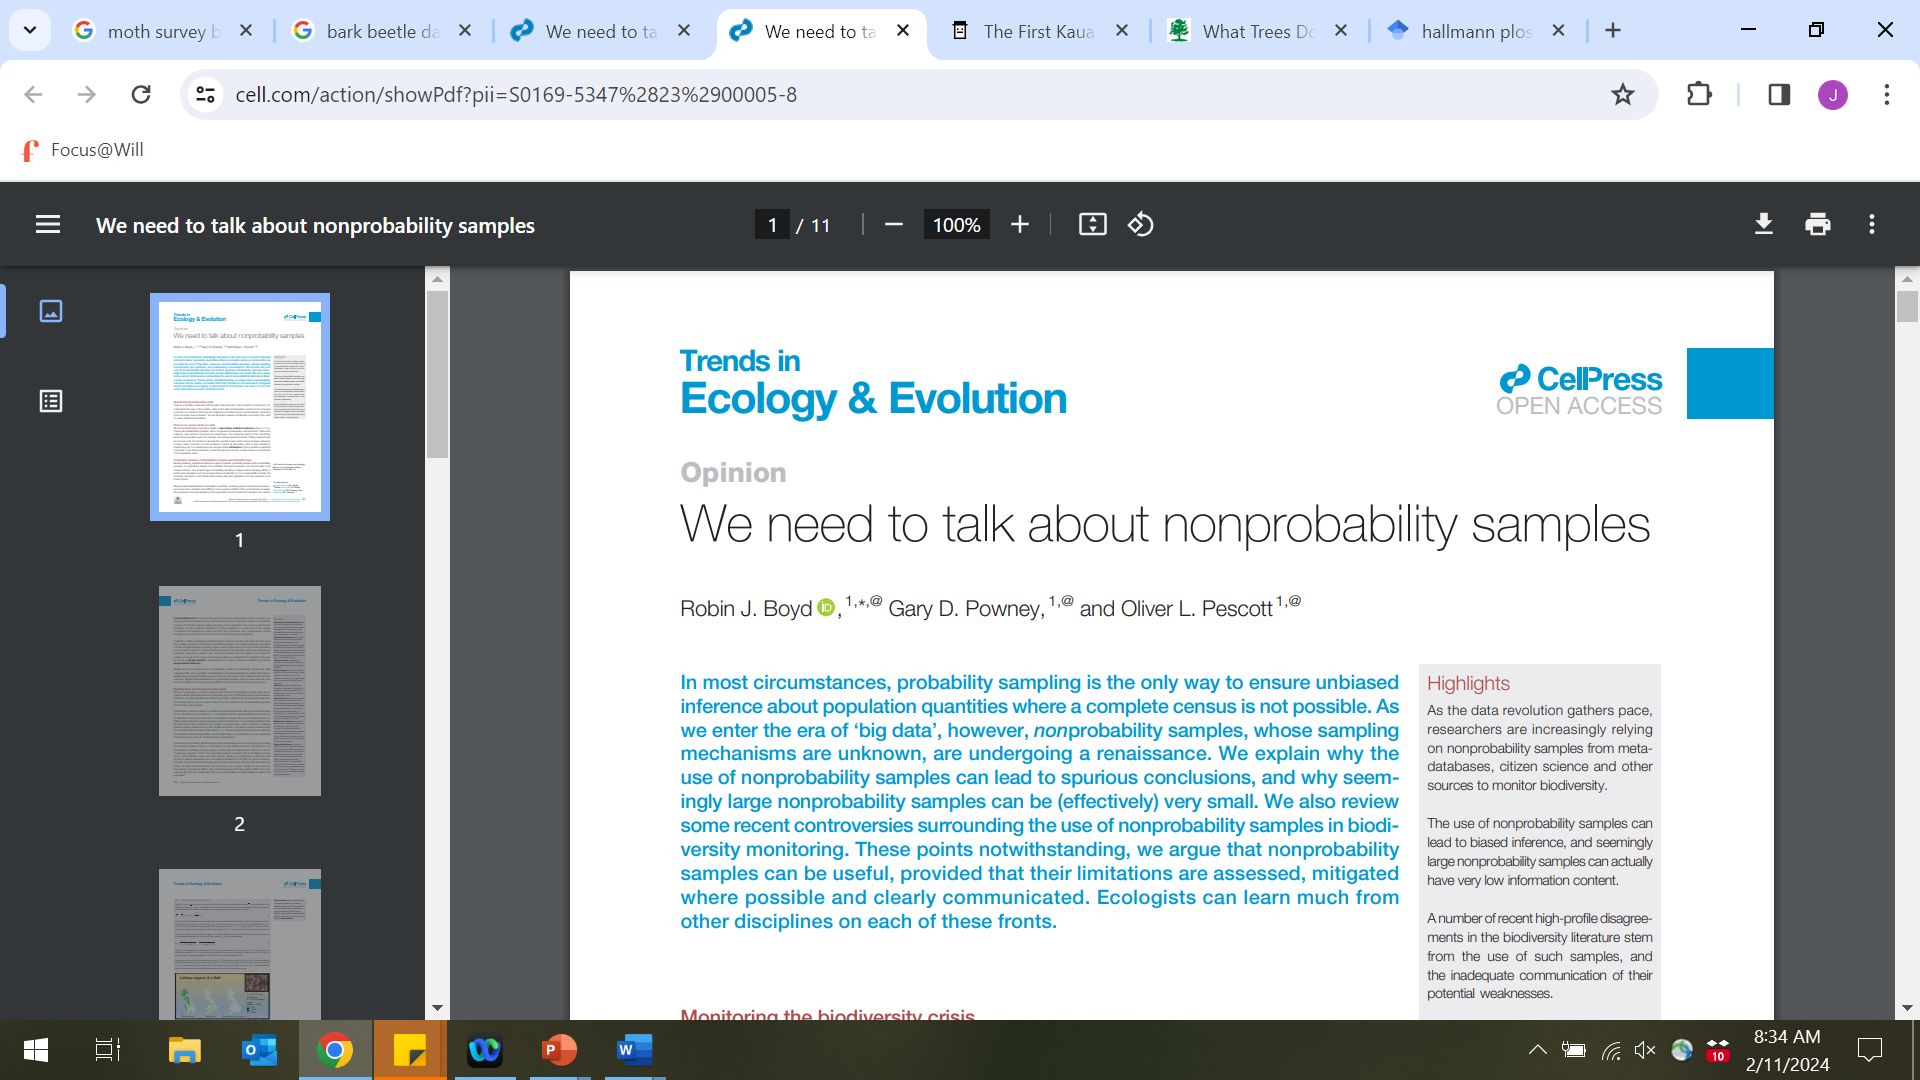 moth survey b
bark beetle da
We need to ta
We need to ta
The First Kaua
What Trees Do
hallmann plos
cell.com/action/showPdf?pii=S0169-5347%2823%2900005-8
J
Focus@Will
We need to talk about nonprobability samples
1 / 11
100%
1
2
Trends in
Ecology & Evolution
CellPress
OPEN ACCESS
Opinion
We need to talk about nonprobability samples
Robin J. Boyd iD,1,*,@ Gary D. Powney,1,@ and Oliver L. Pescott1,@
In most circumstances, probability sampling is the only way to ensure unbiased
inference about population quantities where a complete census is not possible. As
we enter the era of ‘big data’, however, nonprobability samples, whose sampling
mechanisms are unknown, are undergoing a renaissance. We explain why the
use of nonprobability samples can lead to spurious conclusions, and why seem-
ingly large nonprobability samples can be (effectively) very small. We also review
some recent controversies surrounding the use of nonprobability samples in biodi-
versity monitoring. These points notwithstanding, we argue that nonprobability
samples can be useful, provided that their limitations are assessed, mitigated
where possible and clearly communicated. Ecologists can learn much from
other disciplines on each of these fronts.
Highlights
As the data revolution gathers pace,
researchers are increasingly relying
on nonprobability samples from meta-
databases, citizen science and other
sources to monitor biodiversity.
The use of nonprobability samples can
lead to biased inference, and seemingly
large nonprobability samples can actually
have very low information content.
A number of recent high-profile disagree-
ments in the biodiversity literature stem
from the use of such samples, and
the inadequate communication of their
potential weaknesses.
Monitoring the biodiversity crisis
10
8:34 AM
2/11/2024